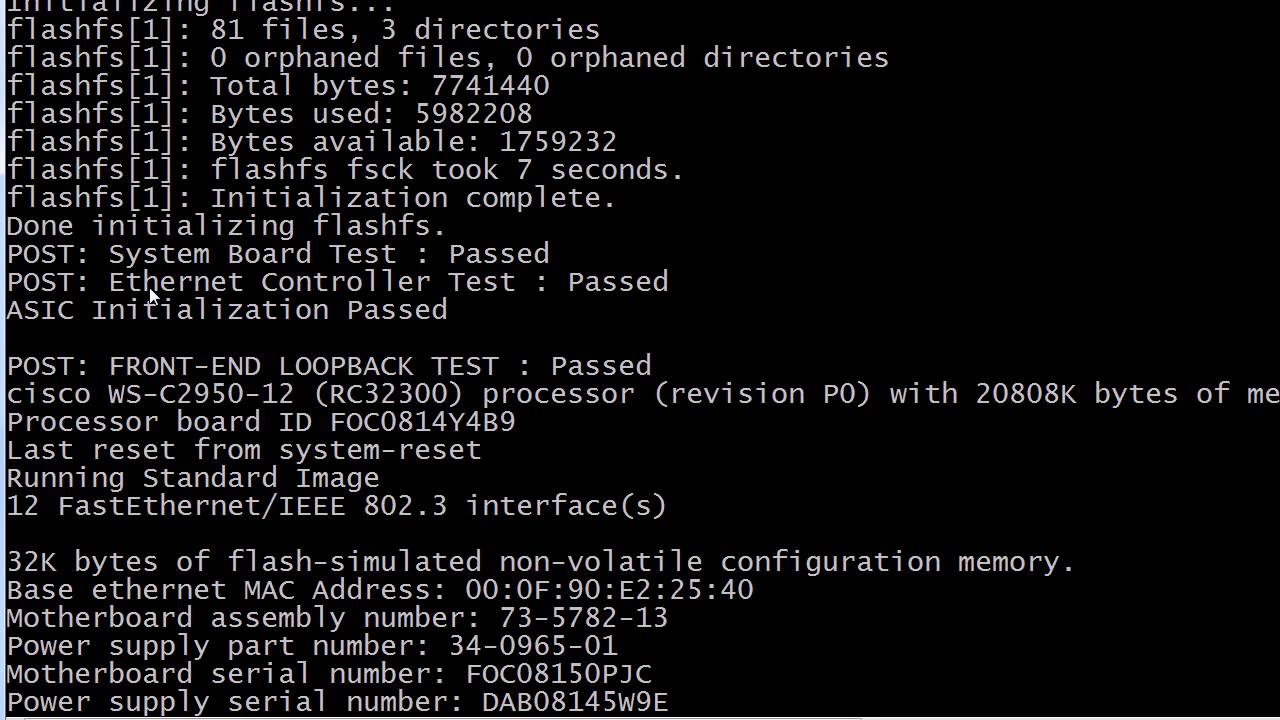 Initializing flashfs...
flashfs[1]: 81 files, 3 directories
flashfs[1]: 0 orphaned files, 0 orphaned directories
flashfs[1]: Total bytes: 7741440
flashfs[1]: Bytes used: 5982208
flashfs[1]: Bytes available: 1759232
flashfs[1]: flashfs fsck took 7 seconds.
flashfs[1]: Initialization complete.
Done initializing flashfs.
POST: System Board Test : Passed
POST: Ethernet Controller Test : Passed
ASIC Initialization Passed
POST: FRONT-END LOOPBACK TEST : Passed
cisco WS-C2950-12 (RC32300) processor (revision P0) with 20808K bytes of me
Processor board ID FOC0814Y4B9
Last reset from system-reset
Running Standard Image
12 FastEthernet/IEEE 802.3 interface(s)
32K bytes of flash-simulated non-volatile configuration memory.
Base ethernet MAC Address: 00:0F:90:E2:25:40
Motherboard assembly number: 73-5782-13
Power supply part number: 34-0965-01
Motherboard serial number: FOC08150PJC
Power supply serial number: DAB08145W9E